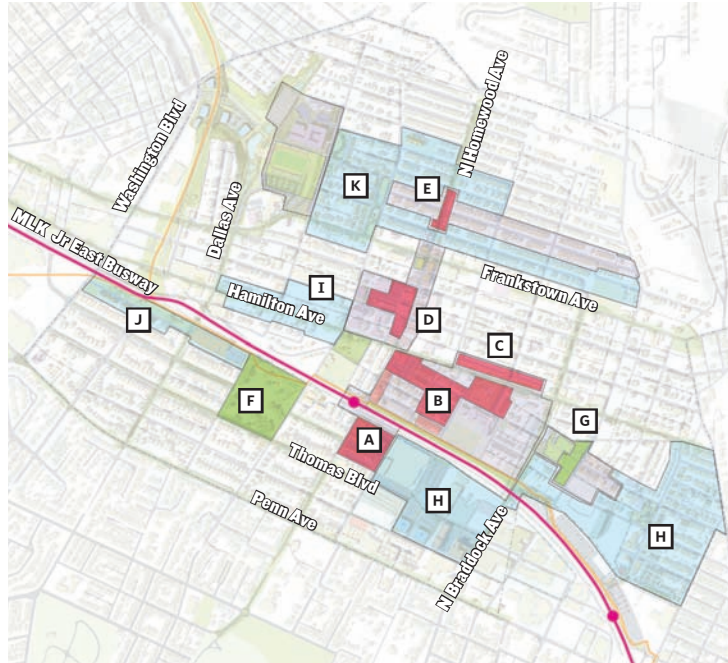 N Homewood Ave
Washington Blvd
K
E
Dallas Ave
MLK Jr East Busway
Frankstown Ave
I
Hamilton Ave
J
D
C
F
B
G
A
Thomas Blvd
H
Penn Ave
N Braddock Ave
H